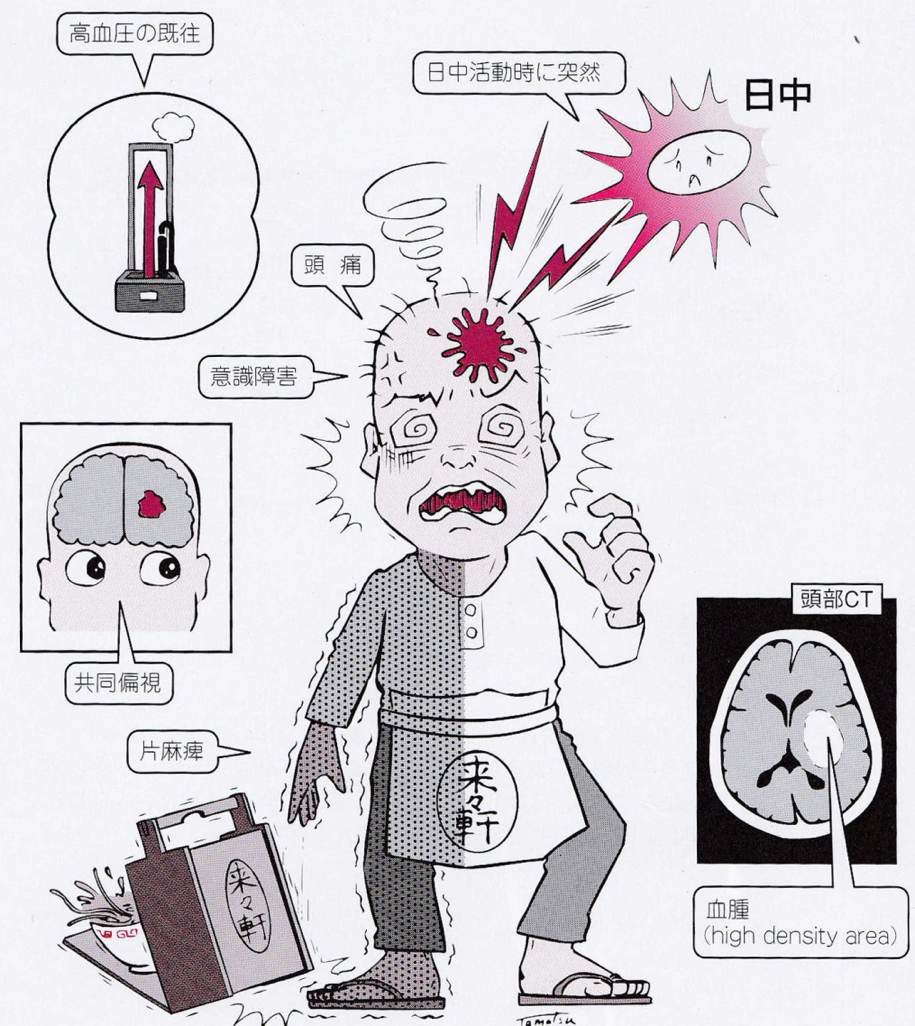 高血圧の既往
日中活動時に突然
日中
頭 痛
意識障害
共同偏視
片麻痺
頭部CT
来々軒
来々軒
血腫
(high density area)
Tamotsu